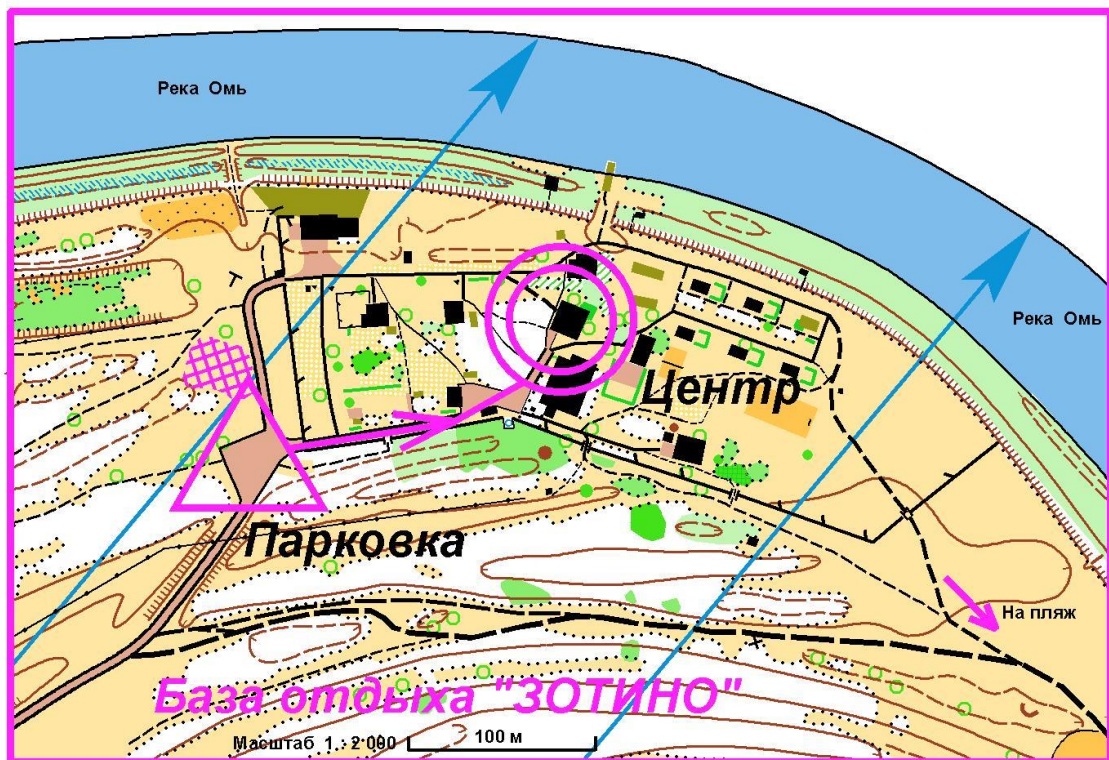 Река Омь
Река Омь
Центр
Парковка
На пляж
База отдыха "ЗОТИНО"
Масштаб 1 : 2 000
100 м